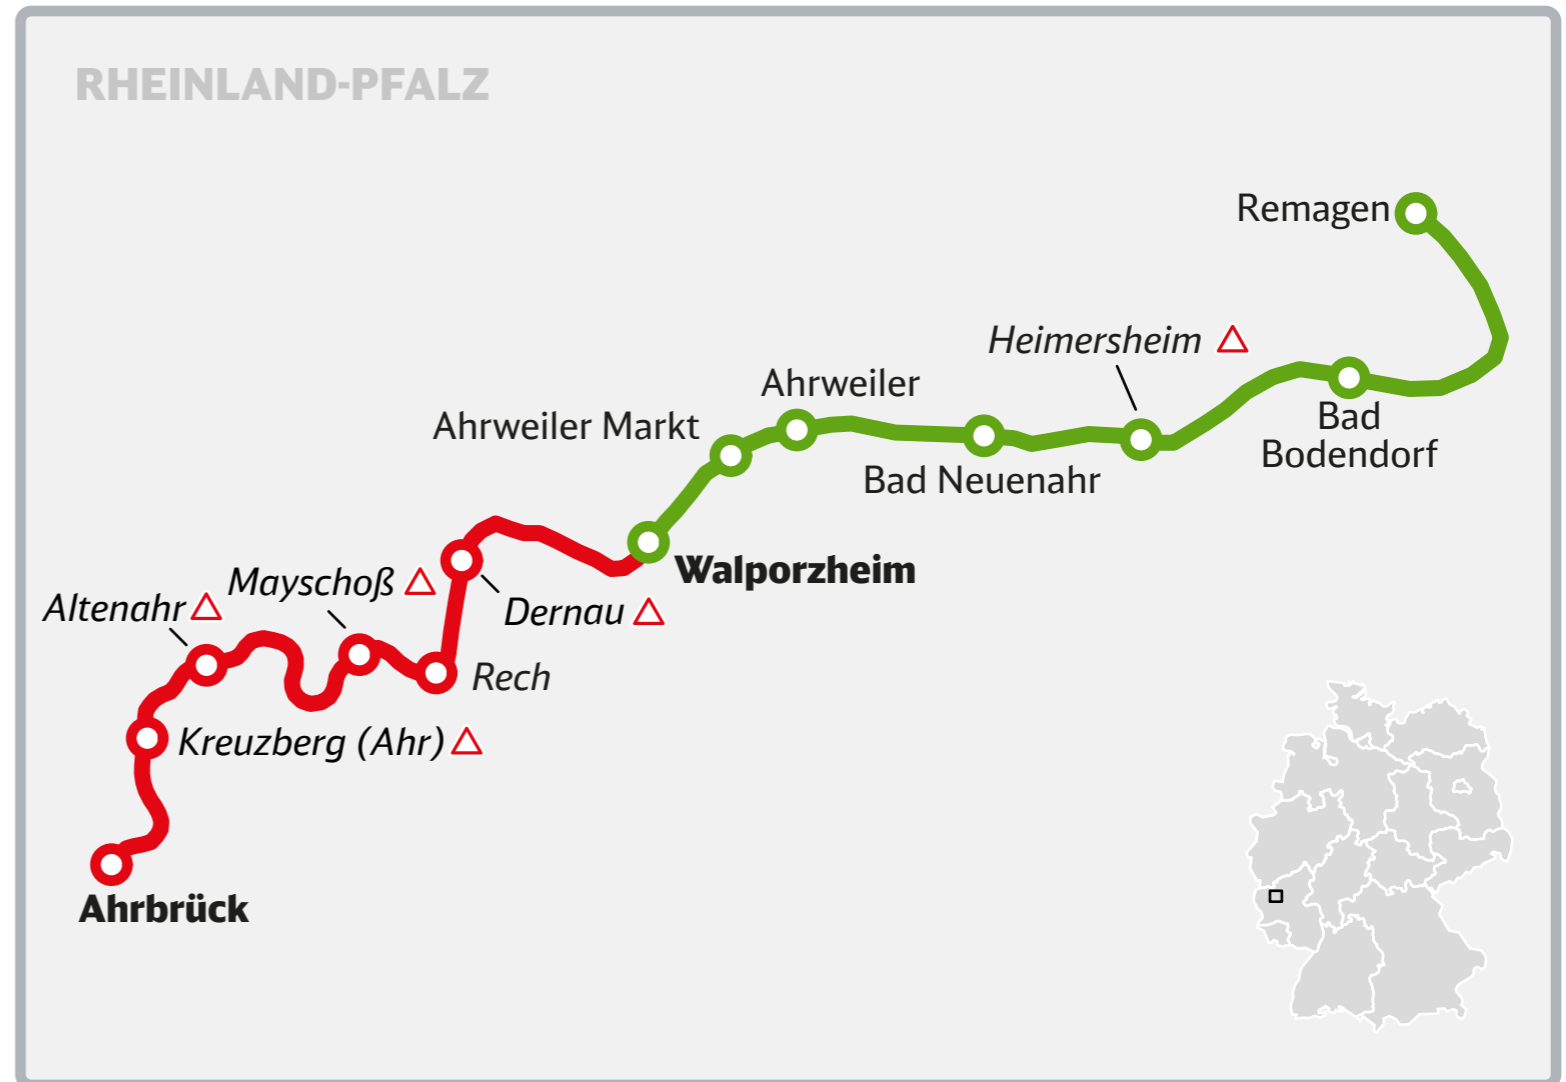 RHEINLAND-PFALZ
Remagen
Heimersheim
Ahrweiler
Bad
Bodendorf
Ahrweiler Markt
Bad Neuenahr
Walporzheim
Mayschoß
Altenahr
Dernau
Rech
Kreuzberg (Ahr)
Ahrbrück